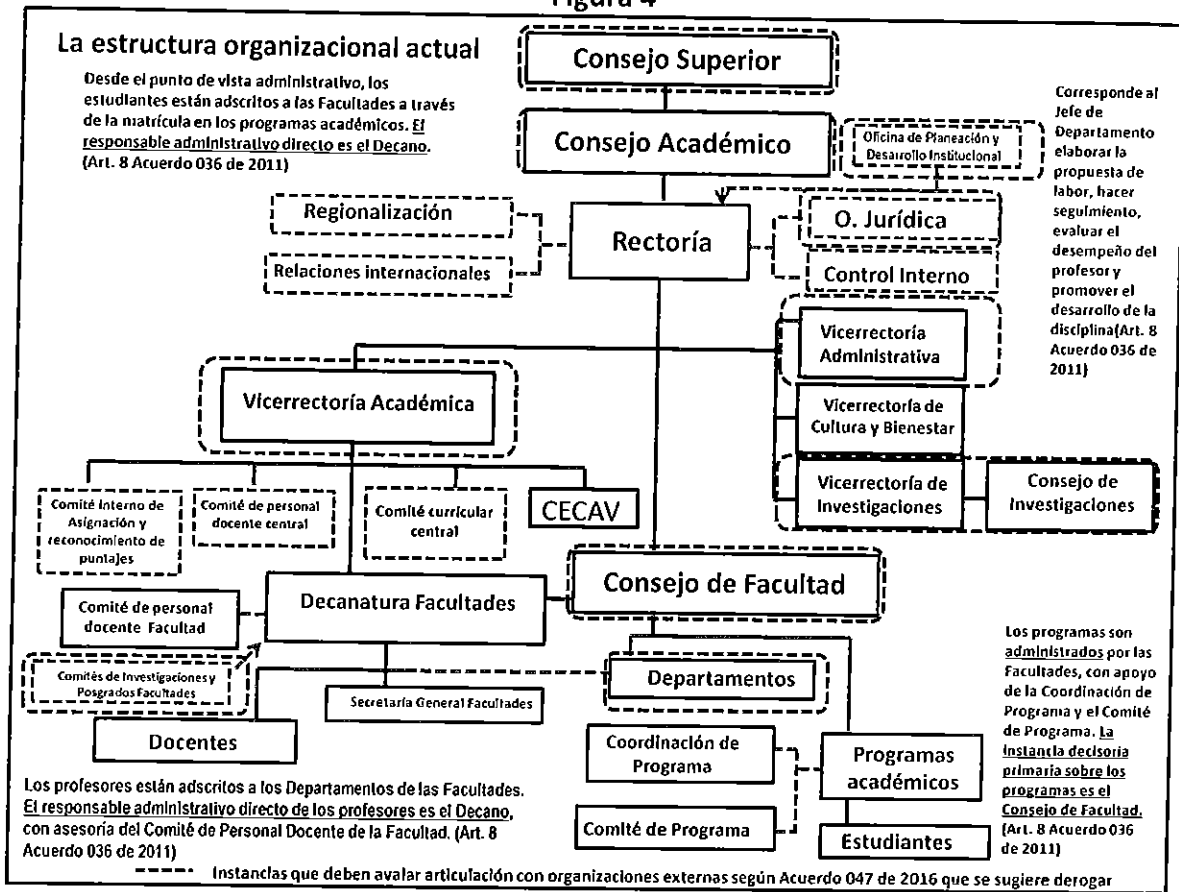 Figura 4
La estructura organizacional actual
Desde el punto de vista administrativo, los
estudiantes están adscritos a las Facultades a través
de la matrícula en los programas académicos. El
responsable administrativo directo es el Decano.
(Art. 8 Acuerdo 036 de 2011)
Consejo Superior
Consejo Académico
Oficina de Planeación y
Desarrollo Institucional
Corresponde al
Jefe de
Departamento
elaborar la
propuesta de
labor, hacer
seguimiento,
evaluar el
desempeño del
profesor y
promover el
desarrollo de la
disciplina(Art. 8
Acuerdo 036 de
2011)
Regionalización
Relaciones internacionales
Rectoría
O. Jurídica
Control Interno
Vicerrectoría
Administrativa
Vicerrectoría Académica
Vicerrectoría de
Cultura y Bienestar
Vicerrectoría de
Investigaciones
Consejo de
Investigaciones
Comité Interno de
Asignación y
reconocimiento de
puntajes
Comité de personal
docente central
Comité curricular
central
CECAV
Consejo de Facultad
Decanatura Facultades
Comité de personal
docente Facultad
Comités de Investigaciones y
Posgrados Facultades
Departamentos
Secretaría General Facultades
Docentes
Coordinación de
Programa
Programas
académicos
Comité de Programa
Estudiantes
Los programas son
administrados por las
Facultades, con apoyo
de la Coordinación de
Programa y el Comité
de Programa. La
instancia decisoria
primaria sobre los
programas es el
Consejo de Facultad.
(Art. 8 Acuerdo 036
de 2011)
Los profesores están adscritos a los Departamentos de las Facultades.
El responsable administrativo directo de los profesores es el Decano,
con asesoría del Comité de Personal Docente de la Facultad. (Art. 8
Acuerdo 036 de 2011)
Instancias que deben avalar articulación con organizaciones externas según Acuerdo 047 de 2016 que se sugiere derogar